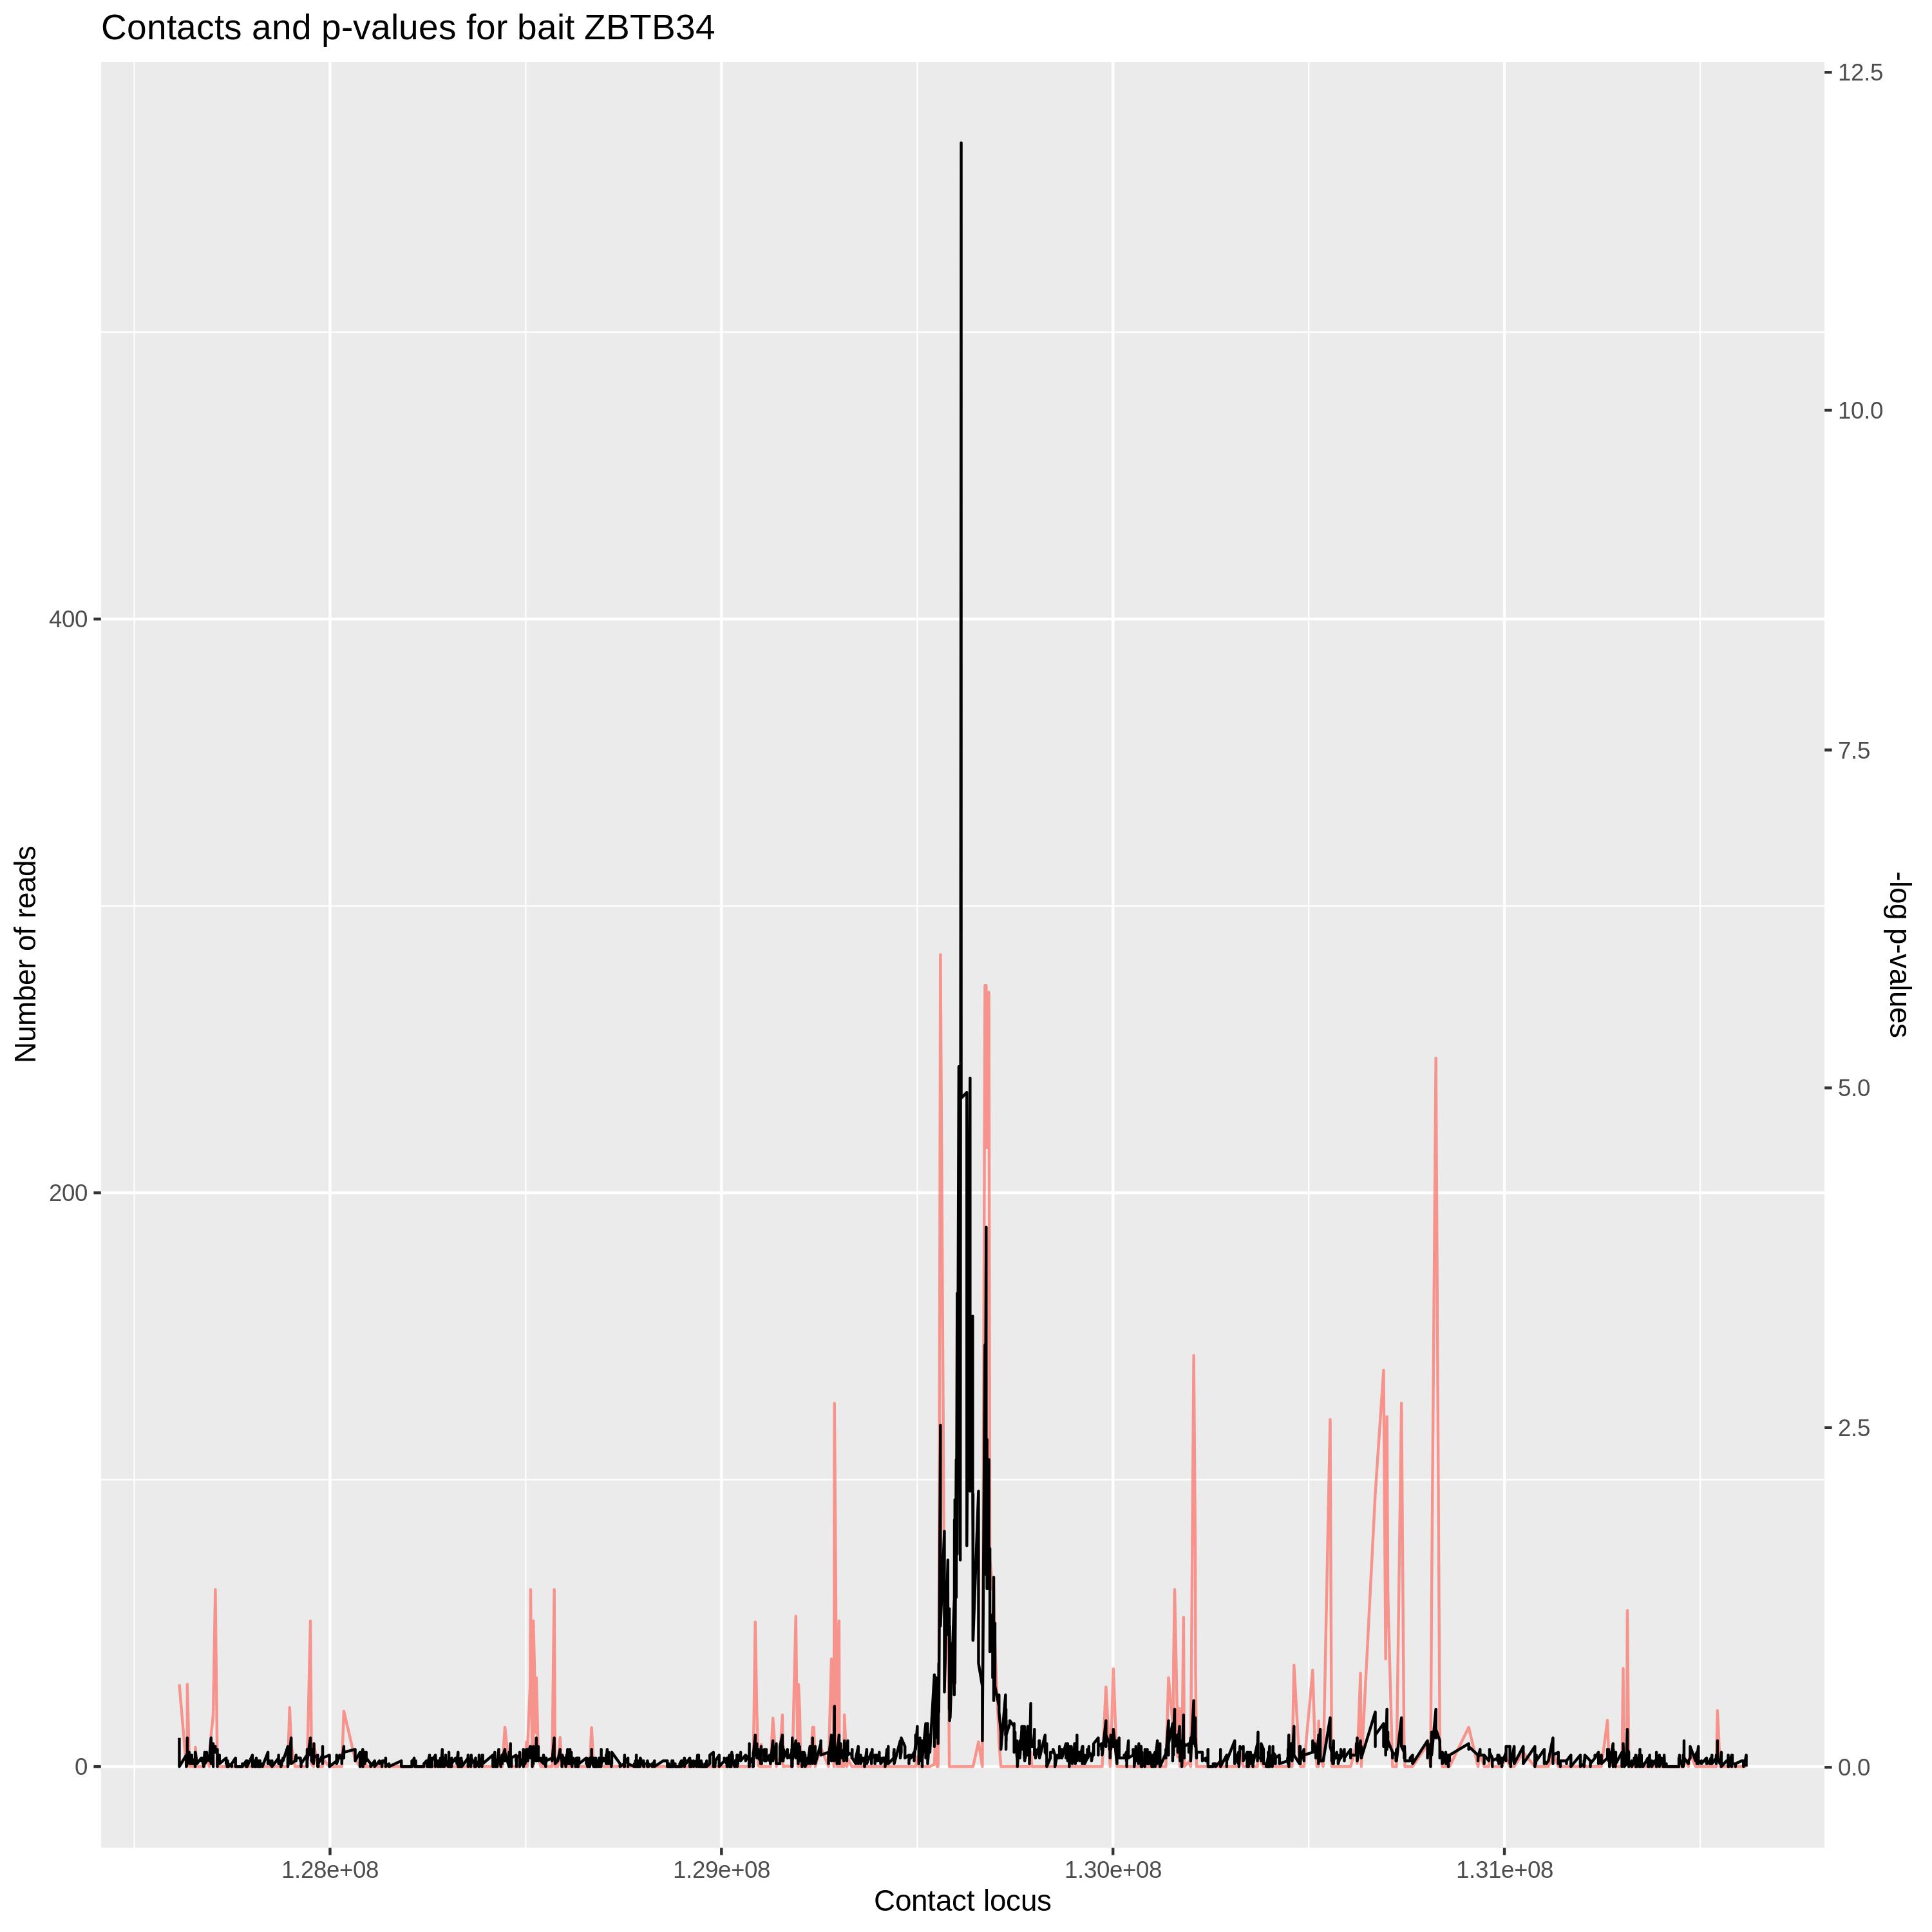 Contacts and p-values for bait ZBTB34
12.5
10.0
400
7.5
Number of reads
-log p-values
5.0
200
2.5
0
0.0
1.28e+08
1.29e+08
1.30e+08
1.31e+08
Contact locus